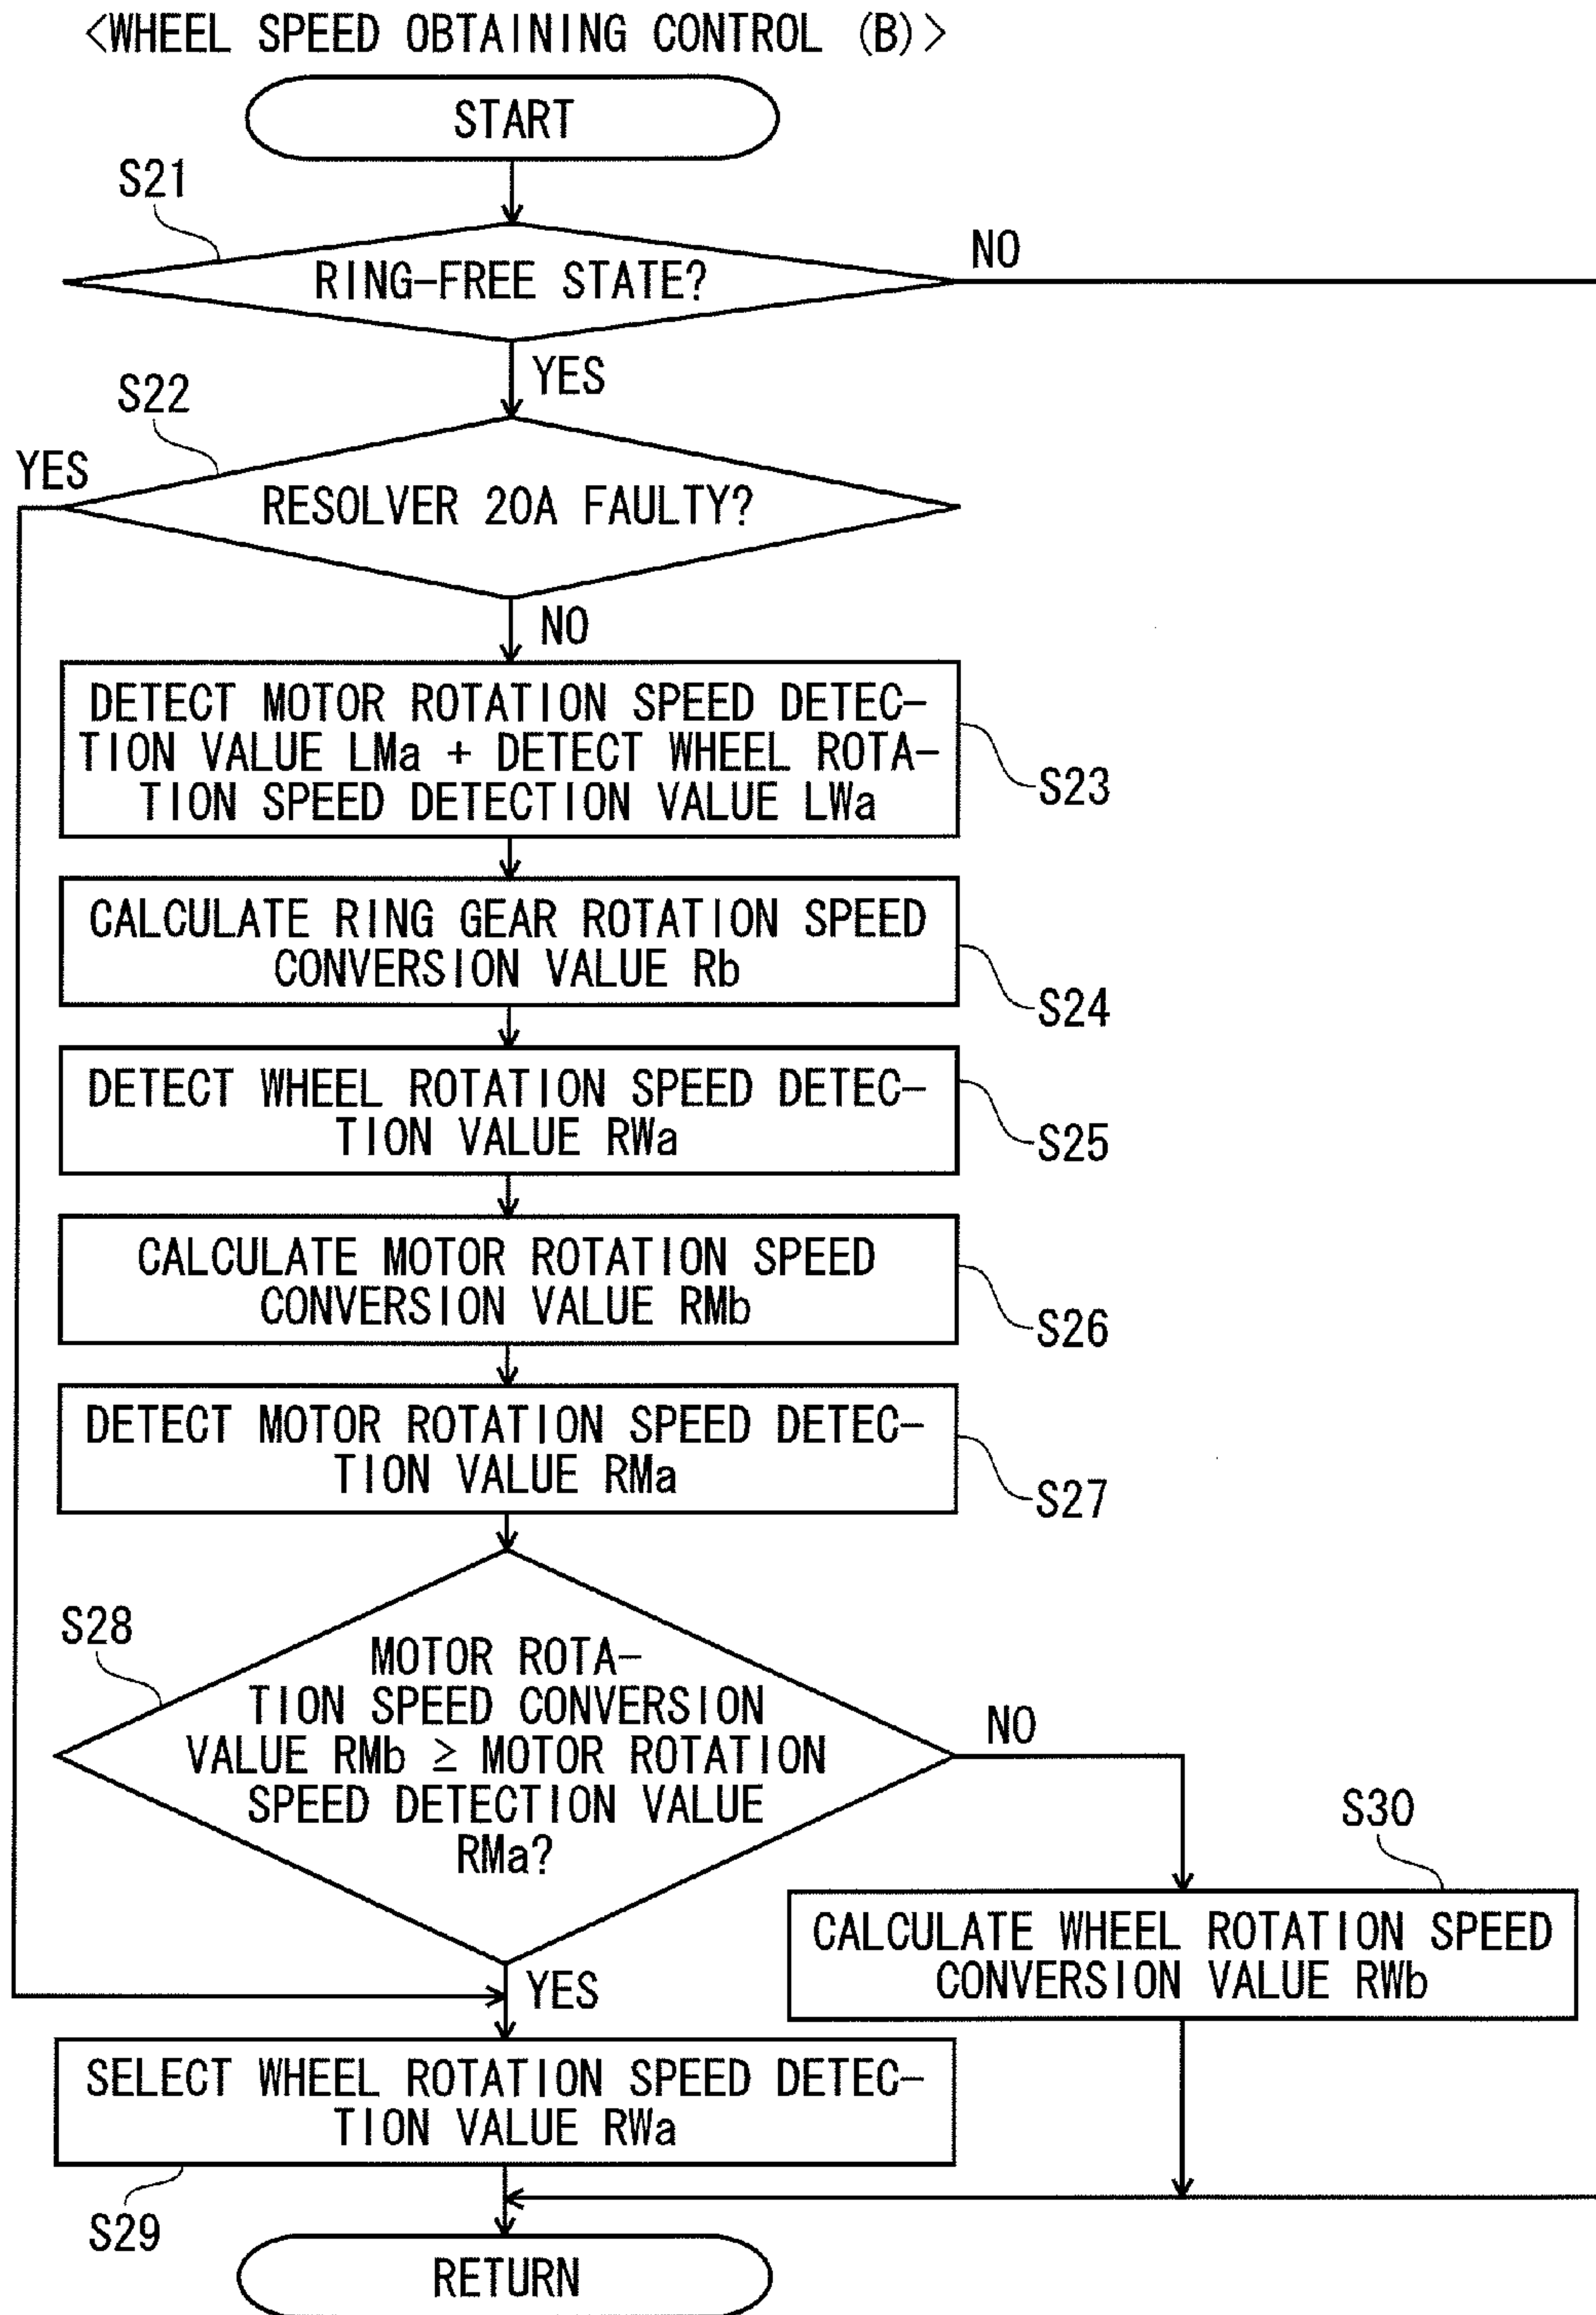 <WHEEL SPEED OBTAINING CONTROL (B)>
START
S21
RING-FREE STATE?
NO
YES
S22
YES
RESOLVER 20A FAULTY?
NO
DETECT MOTOR ROTATION SPEED DETEC-
TION VALUE LMa + DETECT WHEEL ROTA-
TION SPEED DETECTION VALUE LWa
S23
CALCULATE RING GEAR ROTATION SPEED
CONVERSION VALUE Rb
S24
DETECT WHEEL ROTATION SPEED DETEC-
TION VALUE RWa
S25
CALCULATE MOTOR ROTATION SPEED
CONVERSION VALUE RMb
S26
DETECT MOTOR ROTATION SPEED DETEC-
TION VALUE RMa
S27
S28
MOTOR ROTA-
TION SPEED CONVERSION
VALUE RMb ≥ MOTOR ROTATION
SPEED DETECTION VALUE
RMa?
NO
YES
S30
CALCULATE WHEEL ROTATION SPEED
CONVERSION VALUE RWb
SELECT WHEEL ROTATION SPEED DETEC-
TION VALUE RWa
S29
RETURN